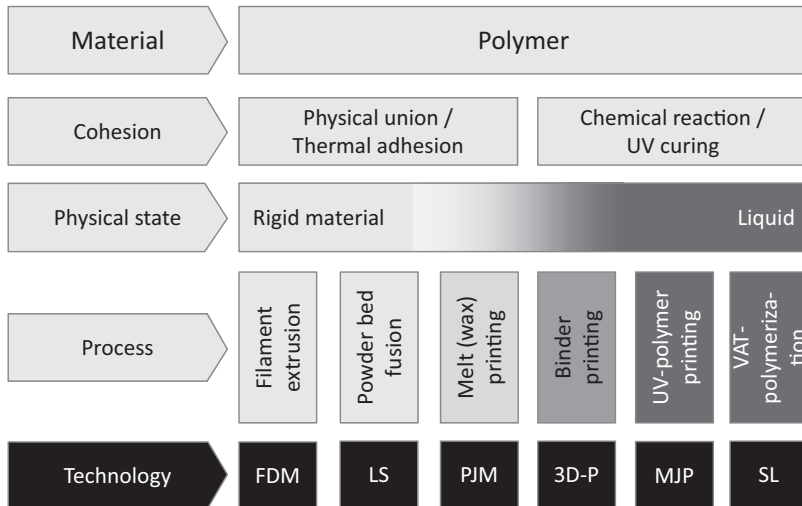 Material
Polymer
Cohesion
Physical union /
Thermal adhesion
Chemical reaction /
UV curing
Physical state
Rigid material
Liquid
Process
Filament
extrusion
Powder bed
fusion
Melt (wax)
printing
Binder
printing
UV-polymer
printing
VAT-
polymeriza-
tion
Technology
FDM
LS
PJM
3D-P
MJP
SL